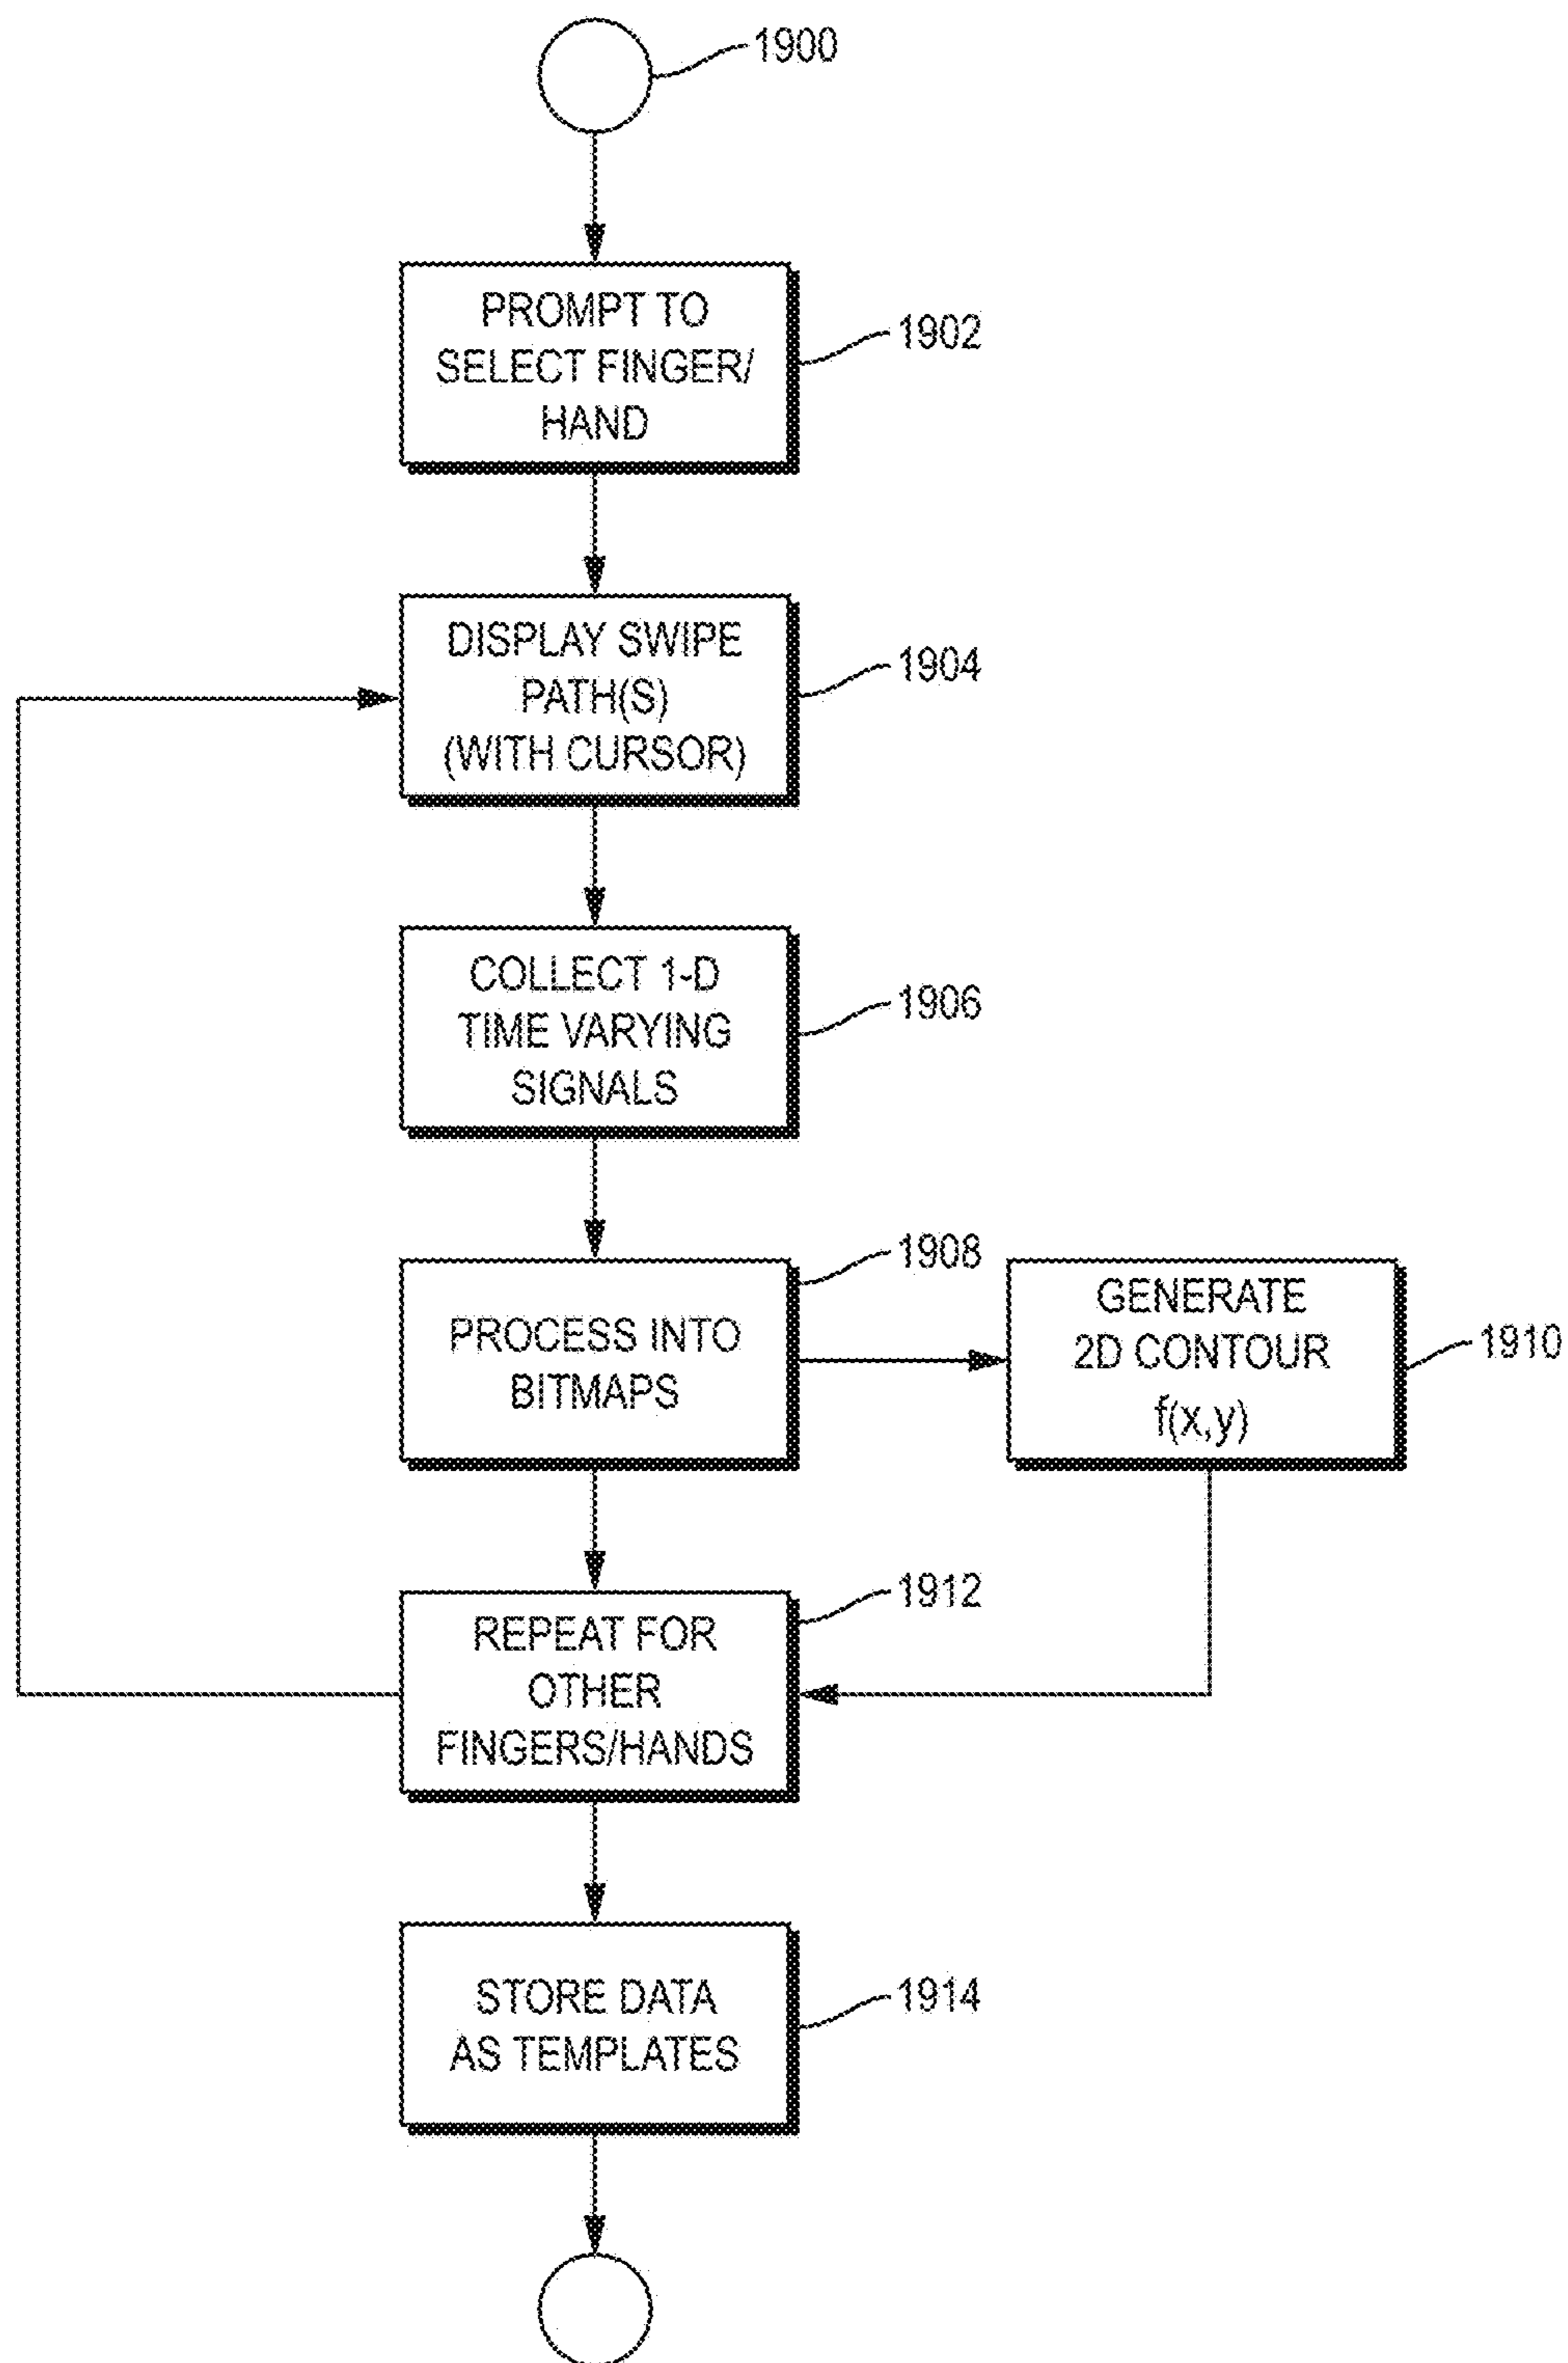 1900
PROMPT TO
SELECT FINGER/
HAND
1902
DISPLAY SWIPE
PATH(S)
(WITH CURSOR)
1904
COLLECT 1-D
TIME VARYING
SIGNALS
1906
PROCESS INTO
BITMAPS
1908
GENERATE
2D CONTOUR
f(x,y)
1910
REPEAT FOR
OTHER
FINGERS/HANDS
1912
STORE DATA
AS TEMPLATES
1914